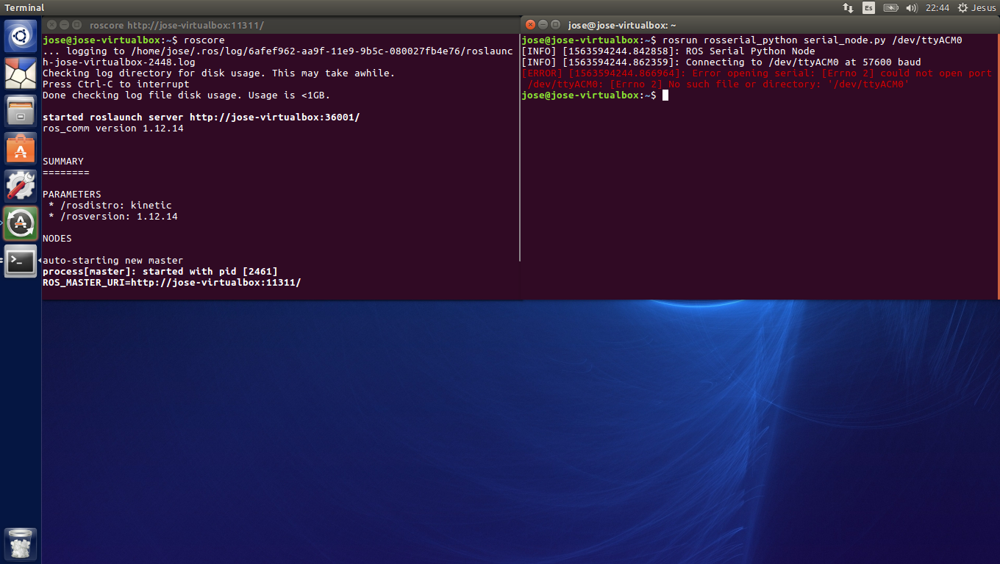 Terminal
Es
22:44
Jesus
roscore http://jose-virtualbox:11311/
jose@jose-virtualbox:~$ roscore
... logging to /home/jose/.ros/log/6afef962-aa9f-11e9-9b5c-080027fb4e76/roslaunc
h-jose-virtualbox-2448.log
Checking log directory for disk usage. This may take awhile.
Press Ctrl-C to interrupt
Done checking log file disk usage. Usage is <1GB.
started roslaunch server http://jose-virtualbox:36001/
ros_comm version 1.12.14
SUMMARY
========
PARAMETERS
* /rosdistro: kinetic
* /rosversion: 1.12.14
NODES
auto-starting new master
process[master]: started with pid [2461]
ROS_MASTER_URI=http://jose-virtualbox:11311/
jose@jose-virtualbox: ~
jose@jose-virtualbox:~$ rosrun rosserial_python serial_node.py /dev/ttyACM0
[INFO] [1563594244.842858]: ROS Serial Python Node
[INFO] [1563594244.862359]: Connecting to /dev/ttyACM0 at 57600 baud
[ERROR] [1563594244.866964]: Error opening serial: [Errno 2] could not open port
/dev/ttyACM0: [Errno 2] No such file or directory: '/dev/ttyACM0'
jose@jose-virtualbox:~$